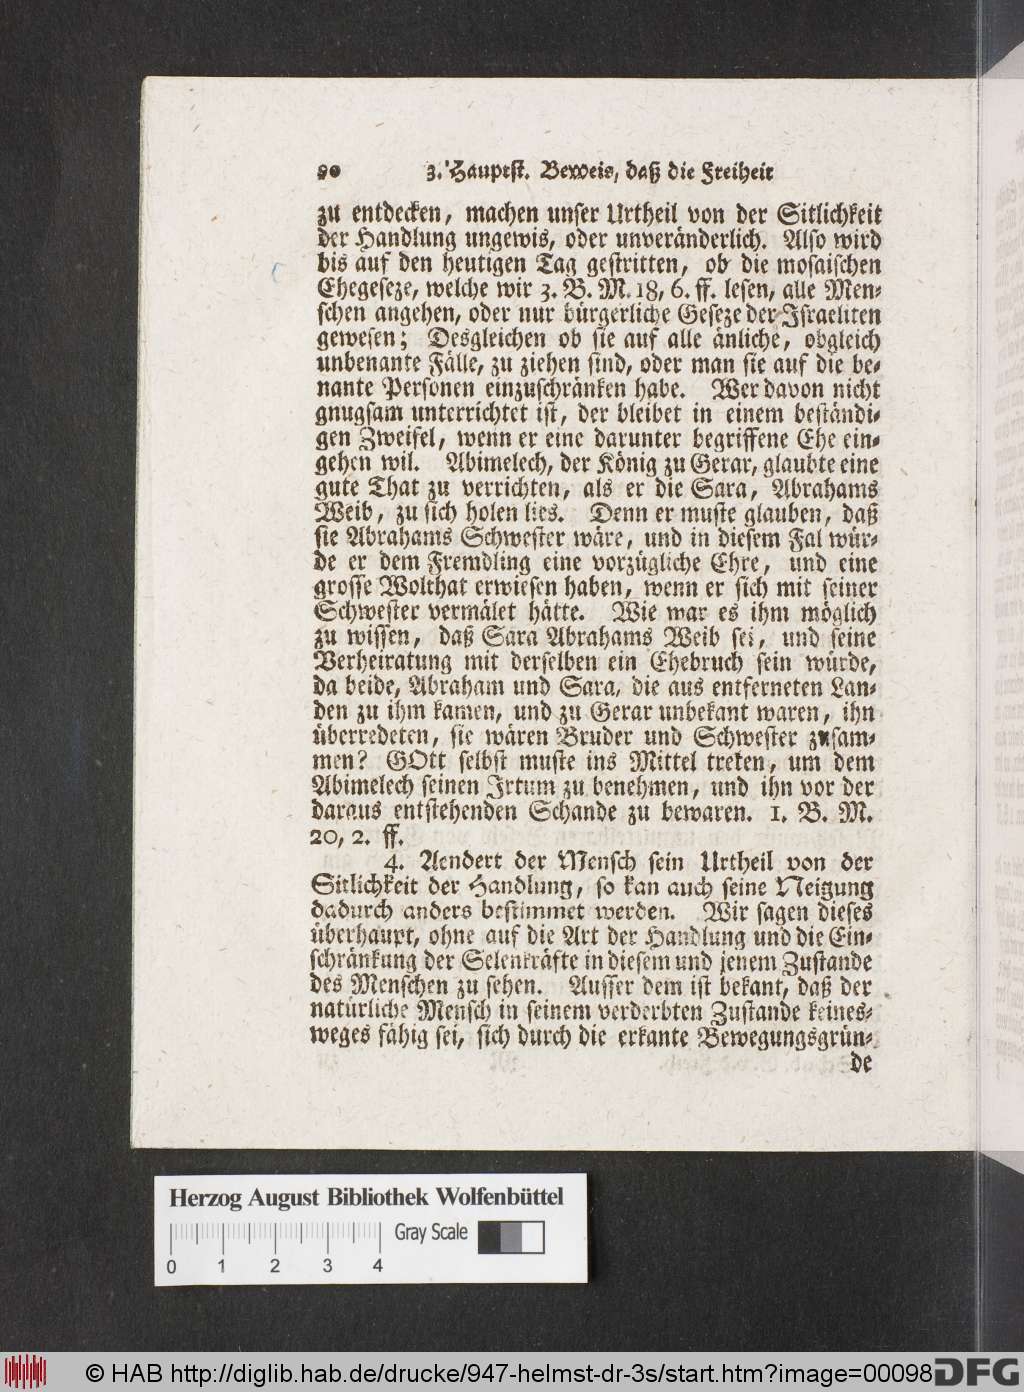 90 3. Hauptst. Beweis, daß die Freiheit
zu entdecken, machen unser Urtheil von der Sitlichkeit
der Handlung ungewis, oder unveränderlich. Also wird
bis auf den heutigen Tag gestritten, ob die mosaischen
Ehegeseze, welche wir 3. B. M. 18, 6. ff. lesen, alle Men-
schen angehen, oder nur bürgerliche Geseze der Israeliten
gewesen; Desgleichen ob sie auf alle änliche, obgleich
unbenante Fälle, zu ziehen sind, oder man sie auf die be-
nante Personen einzuschränken habe. Wer davon nicht
gnugsam unterrichtet ist, der bleibet in einem beständi-
gen Zweifel, wenn er eine darunter begriffene Ehe ein-
gehen wil. Abimelech, der König zu Gerar, glaubte eine
gute That zu verrichten, als er die Sara, Abrahams
Weib, zu sich holen lies. Denn er muste glauben, daß
sie Abrahams Schwester wäre, und in diesem Fal wür-
de er dem Fremdling eine vorzügliche Ehre, und eine
grosse Wolthat erwiesen haben, wenn er sich mit seiner
Schwester vermälet hätte. Wie war es ihm möglich
zu wissen, daß Sara Abrahams Weib sei, und seine
Verheiratung mit derselben ein Ehebruch sein würde,
da beide, Abraham und Sara, die aus entferneten Lan-
den zu ihm kamen, und zu Gerar unbekant waren, ihn
überredeten, sie wären Bruder und Schwester zusam-
men? GOtt selbst muste ins Mittel treten, um dem
Abimelech seinen Irtum zu benehmen, und ihn vor der
daraus entstehenden Schande zu bewaren. 1. B. M.
20, 2. ff.
4. Aendert der Mensch sein Urtheil von der
Sitlichkeit der Handlung, so kan auch seine Neigung
dadurch anders bestimmet werden. Wir sagen dieses
überhaupt, ohne auf die Art der Handlung und die Ein-
schränkung der Selenkräfte in diesem und jenem Zustande
des Menschen zu sehen. Ausser dem ist bekant, daß der
natürliche Mensch in seinem verderbten Zustande keines-
weges fähig sei, sich durch die erkante Bewegungsgrün-
de
Herzog August Bibliothek Wolfenbüttel
Gray Scale
0 1 2 3 4
© HAB http://diglib.hab.de/drucke/947-helmst-dr-3s/start.htm?image=00098
DFG